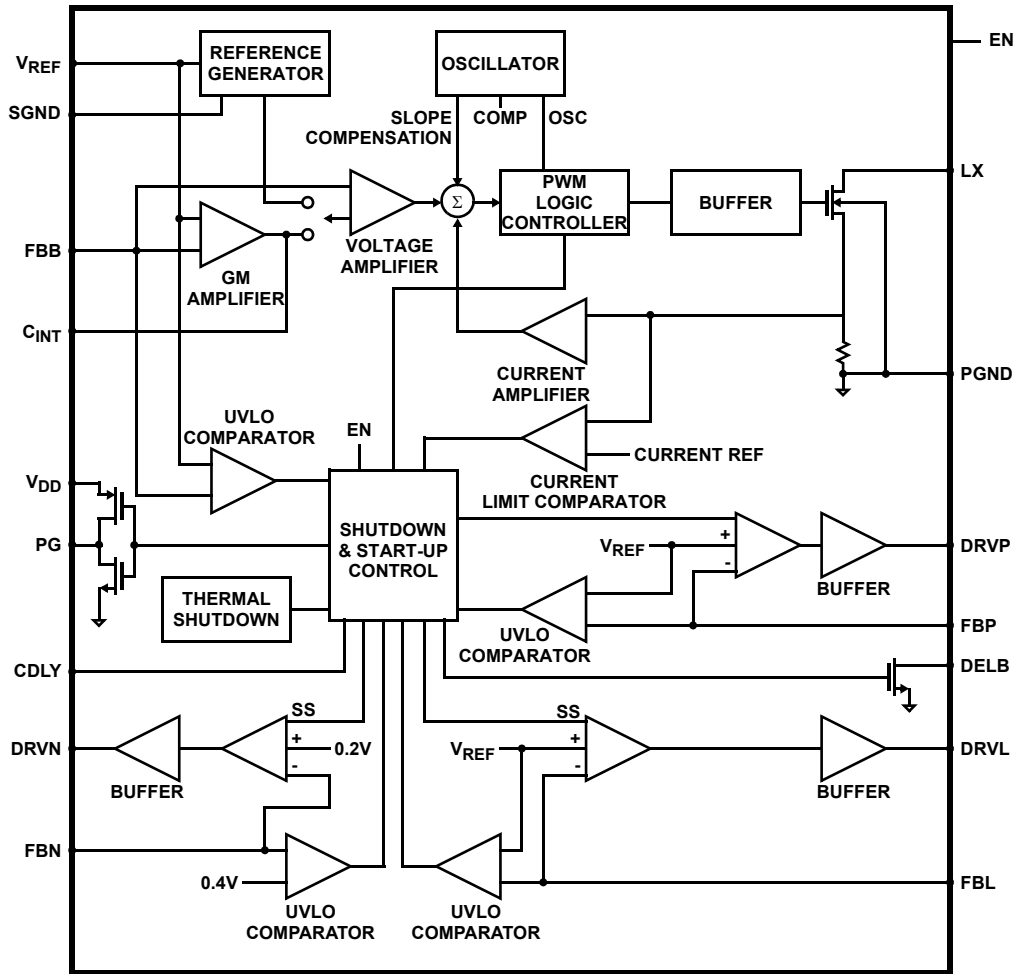 EN
REFERENCE
GENERATOR
OSCILLATOR
VREF
SGND
SLOPE
COMPENSATION
COMP
OSC
LX
PWM
LOGIC
CONTROLLER
BUFFER
Σ
VOLTAGE
AMPLIFIER
FBB
GM
AMPLIFIER
CINT
CURRENT
AMPLIFIER
PGND
UVLO
COMPARATOR
EN
CURRENT REF
CURRENT
LIMIT COMPARATOR
VDD
PG
SHUTDOWN
& START-UP
CONTROL
VREF
+
-
BUFFER
DRVP
THERMAL
SHUTDOWN
UVLO
COMPARATOR
FBP
CDLY
DELB
SS
+
-
0.2V
DRVN
BUFFER
SS
VREF
+
-
BUFFER
DRVL
FBN
0.4V
UVLO
COMPARATOR
UVLO
COMPARATOR
FBL